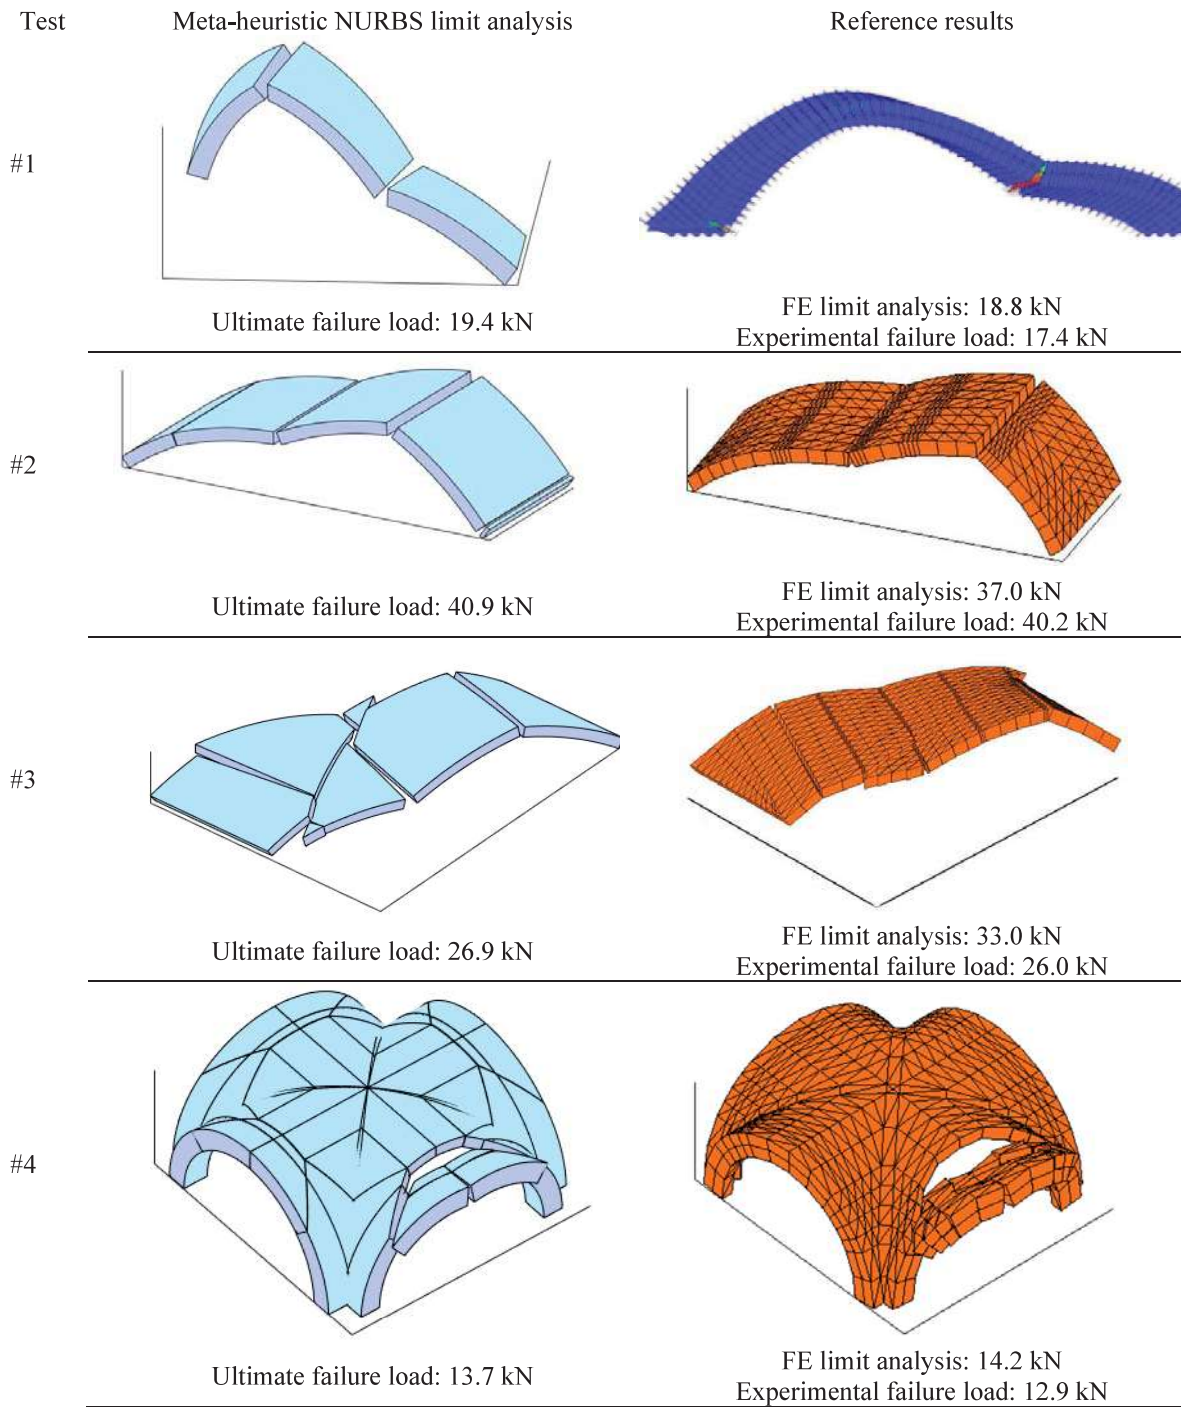 Test Meta-heuristic NURBS limit analysis Reference results
#1
Ultimate failure load: 19.4 kN
FE limit analysis: 18.8 kN
Experimental failure load: 17.4 kN
#2
Ultimate failure load: 40.9 kN
FE limit analysis: 37.0 kN
Experimental failure load: 40.2 kN
#3
Ultimate failure load: 26.9 kN
FE limit analysis: 33.0 kN
Experimental failure load: 26.0 kN
#4
Ultimate failure load: 13.7 kN
FE limit analysis: 14.2 kN
Experimental failure load: 12.9 kN